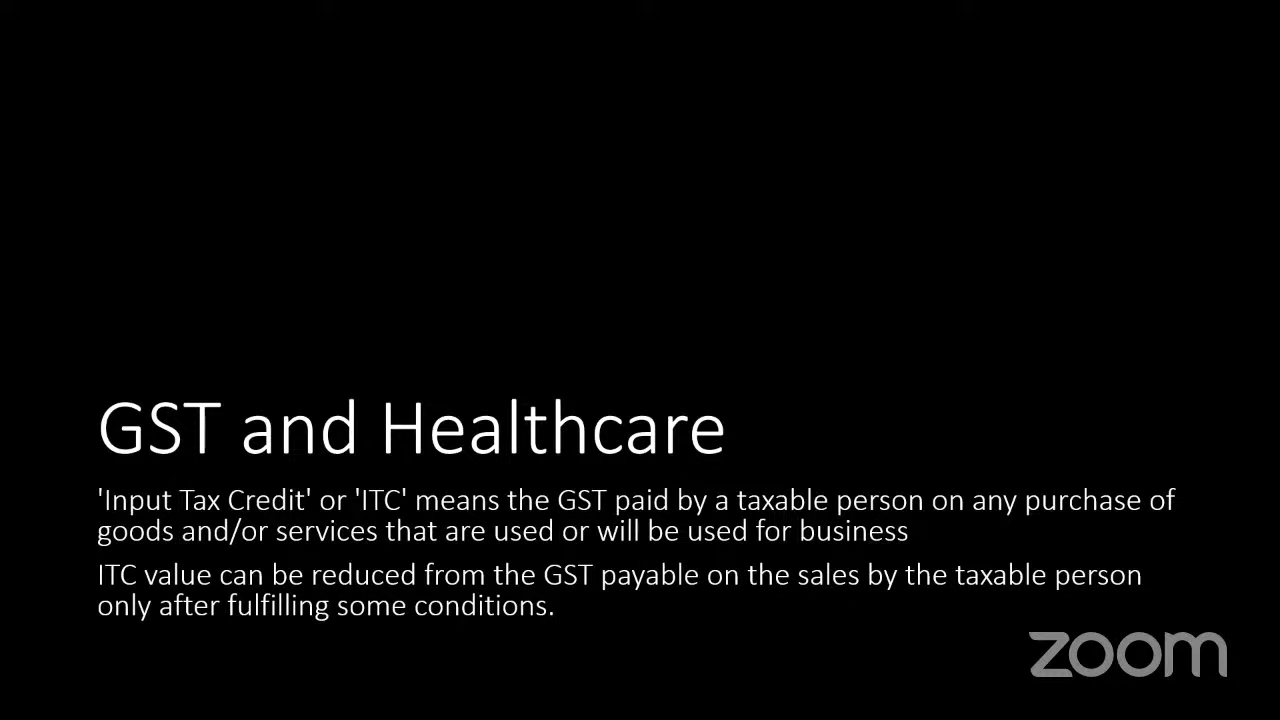 GST and Healthcare
'Input Tax Credit' or 'ITC' means the GST paid by a taxable person on any purchase of
goods and/or services that are used or will be used for business
ITC value can be reduced from the GST payable on the sales by the taxable person
only after fulfilling some conditions.
zoom